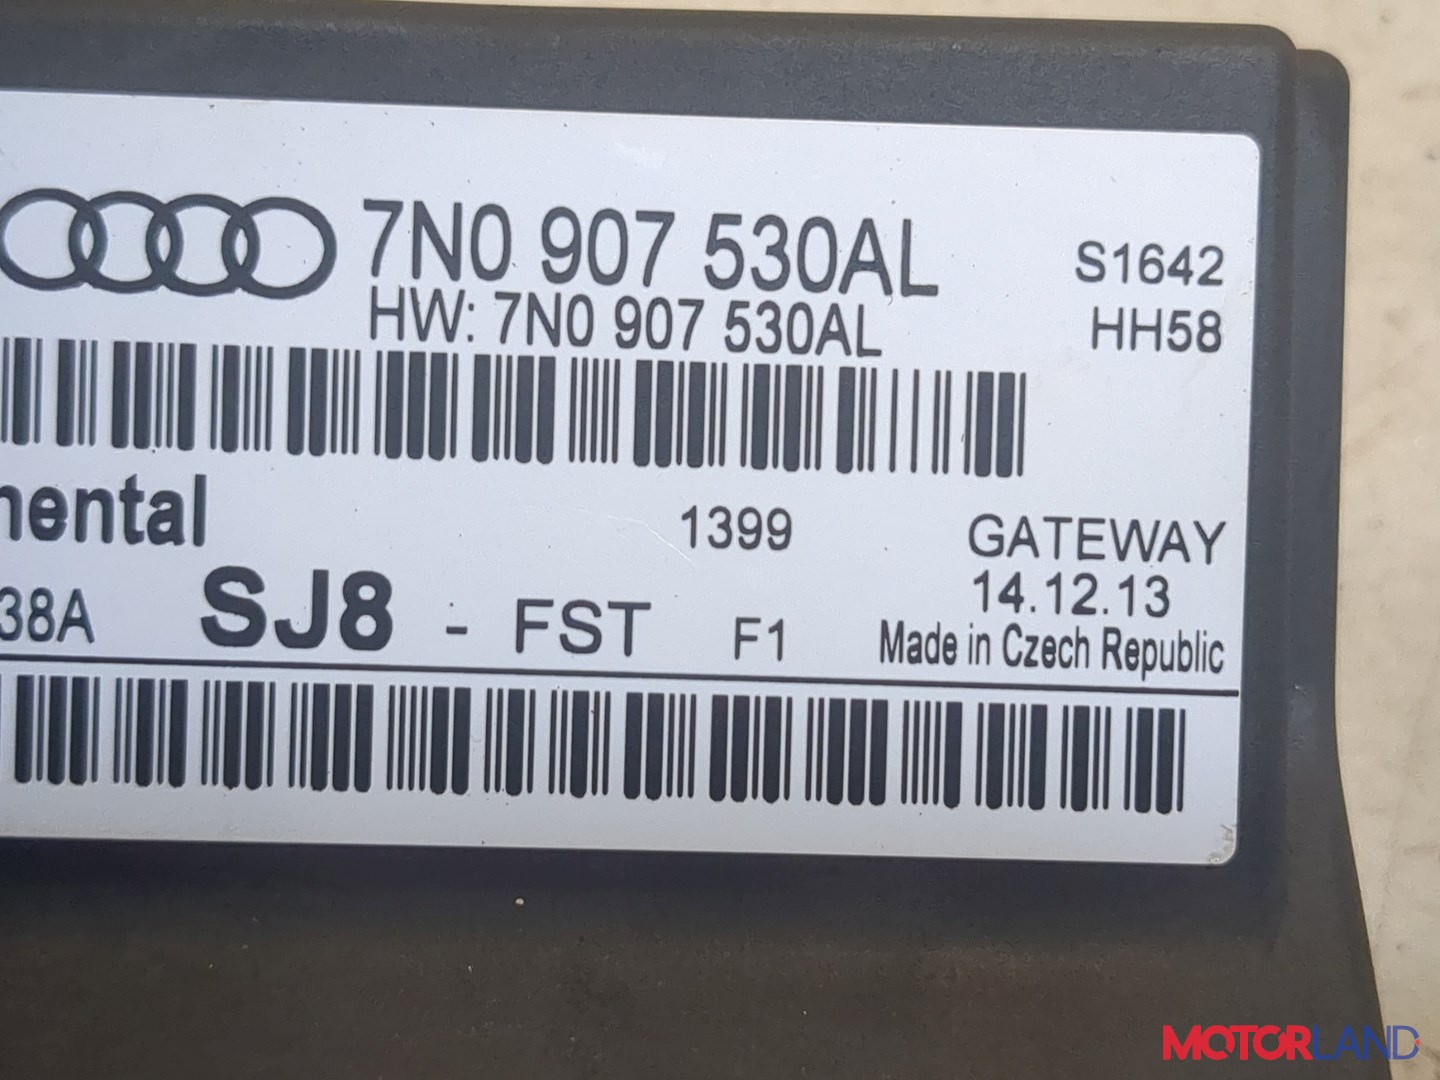 7N0 907 530AL
S1642
HW: 7N0 907 530AL
HH58
mental
1399
GATEWAY
14.12.13
38A SJ8 - FST F1
Made in Czech Republic
MOTORLAND